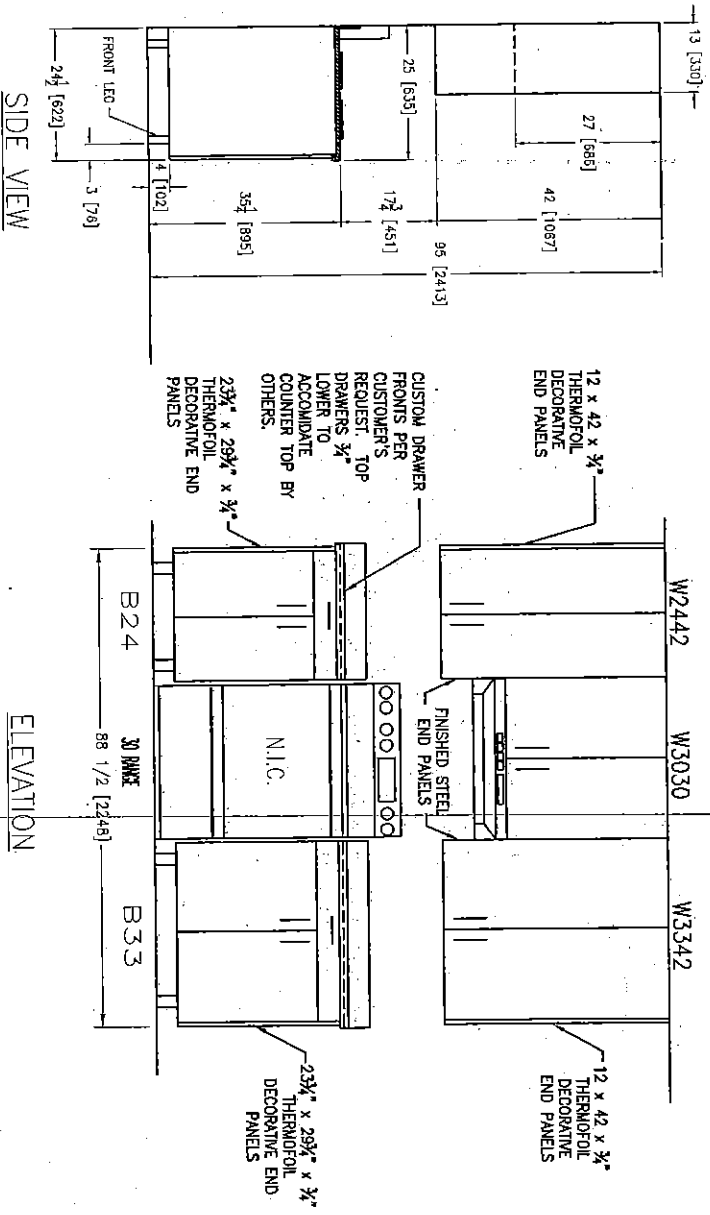 13 [330]
27 [686]
42 [1067]
25 [635]
17¾ [451]
95 [2413]
35¼ [895]
4 [102]
3 [76]
FRONT LEG
24½ [622]
SIDE VIEW
W2442
W3030
W3342
12 x 42 x ¾"
THERMOFOIL
DECORATIVE
END PANELS
12 x 42 x ¾"
THERMOFOIL
DECORATIVE
END PANELS
FINISHED STEEL
END PANELS
CUSTOM DRAWER
FRONTS PER
CUSTOMER'S
REQUEST. TOP
DRAWERS ¾"
LOWER TO
ACCOMIDATE
COUNTER TOP BY
OTHERS.
23¾" x 29¾" x ¾"
THERMOFOIL
DECORATIVE END
PANELS
N.I.C.
23¾" x 29¾" x ¾"
THERMOFOIL
DECORATIVE END
PANELS
B24
30 RANGE
B33
88 1/2 [2248]
ELEVATION